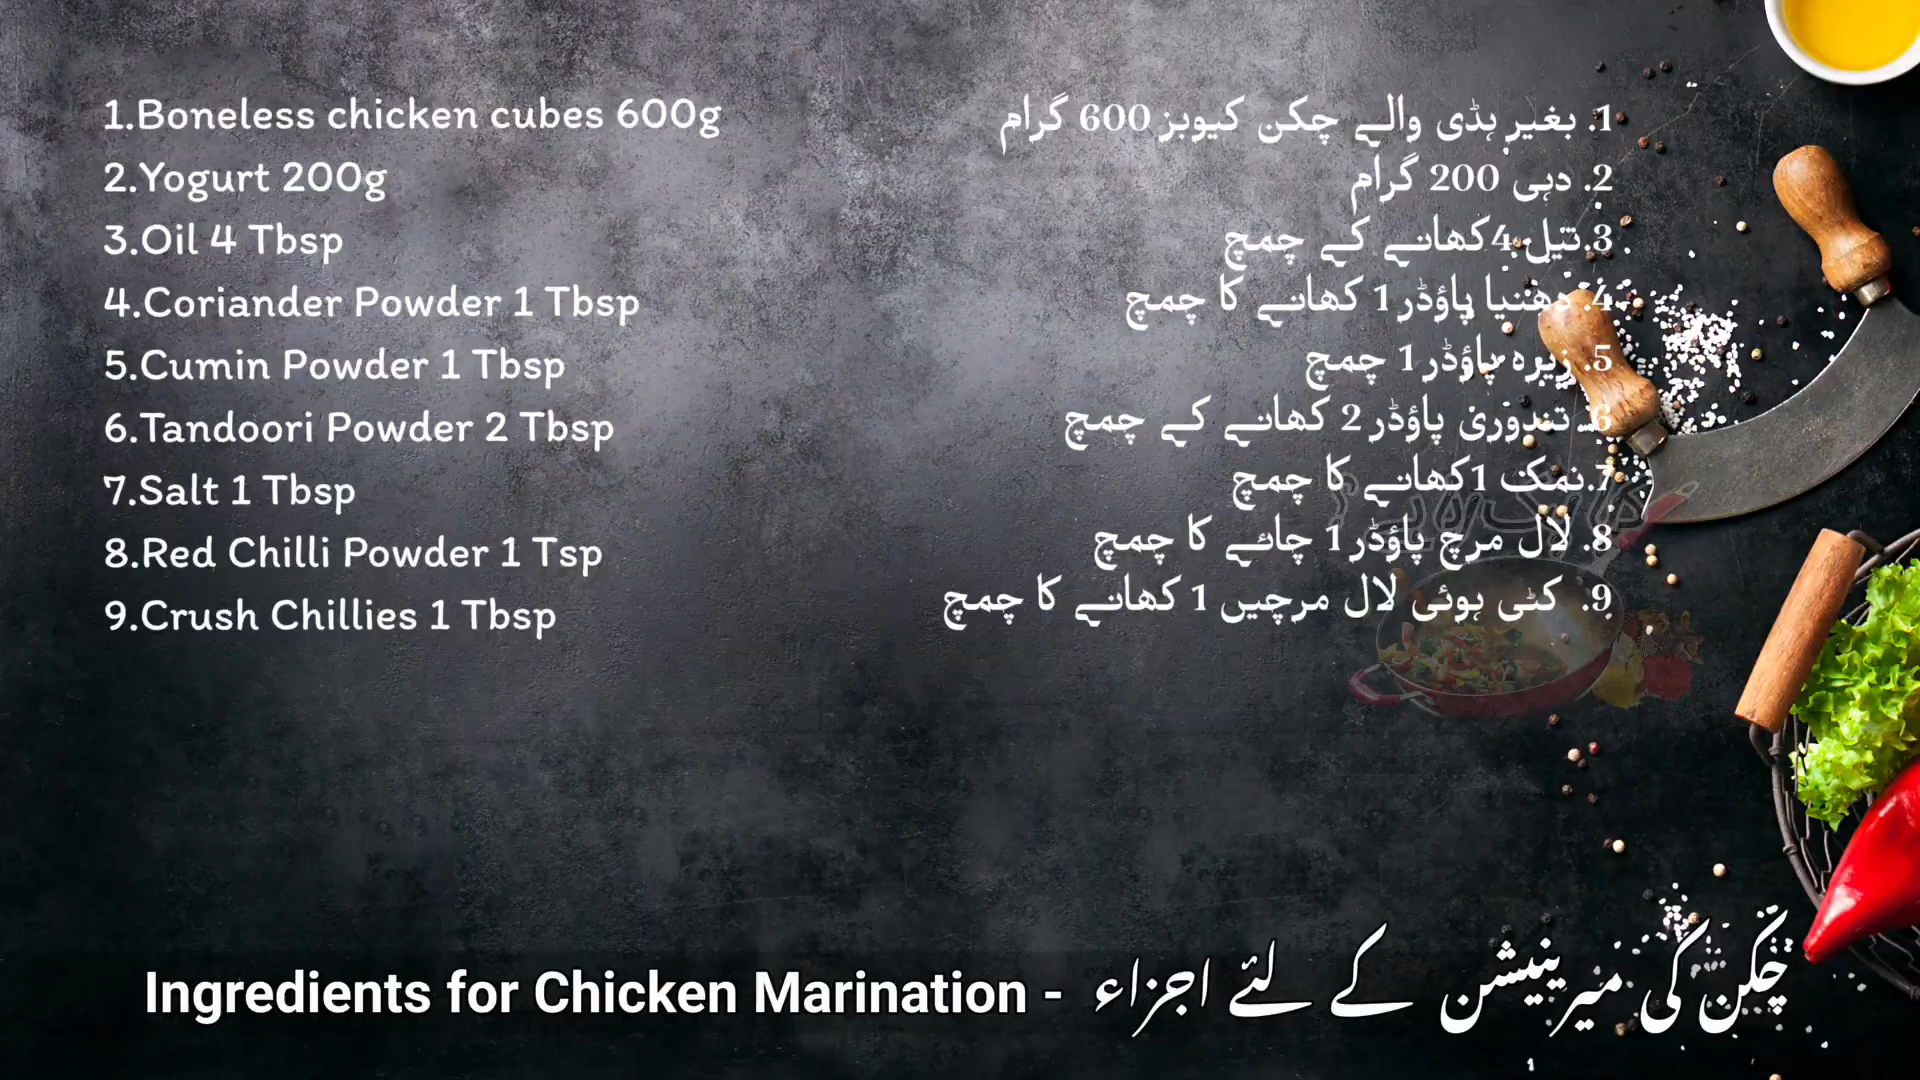 1.Boneless chicken cubes 600g
2.Yogurt 200g
3.Oil 4 Tbsp
4.Coriander Powder 1 Tbsp
5.Cumin Powder 1 Tbsp
6.Tandoori Powder 2 Tbsp
7.Salt 1 Tbsp
8.Red Chilli Powder 1 Tsp
9.Crush Chillies 1 Tbsp
1. بغیر ہڈی والے چکن کیوبز 600 گرام
2. دہی 200 گرام
3.تیل 4 کھانے کے چمچ
4. دھنیا پاؤڈر 1 کھانے کا چمچ
5. زیرہ پاؤڈر 1 چمچ
6. تندوری پاؤڈر 2 کھانے کے چمچ
7.نمک 1 کھانے کا چمچ
8. لال مرچ پاؤڈر 1 چائے کا چمچ
9. کٹی ہوئی لال مرچیں 1 کھانے کا چمچ
Ingredients for Chicken Marination - چکن کی میرینیشن کے لئے اجزاء